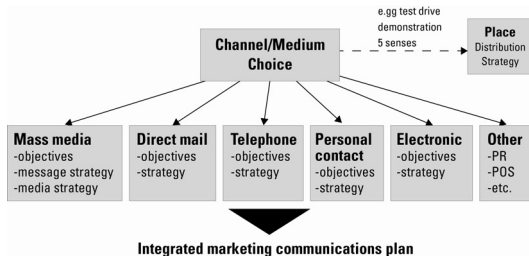 e.gg test drive
demonstration
5 senses
Channel/Medium
Choice
Place
Distribution
Strategy
Mass media
-objectives
-message strategy
-media strategy
Direct mail
-objectives
-strategy
Telephone
-objectives
-strategy
Personal
contact
-objectives
-strategy
Electronic
-objectives
-strategy
Other
-PR
-POS
-etc.
Integrated marketing communications plan